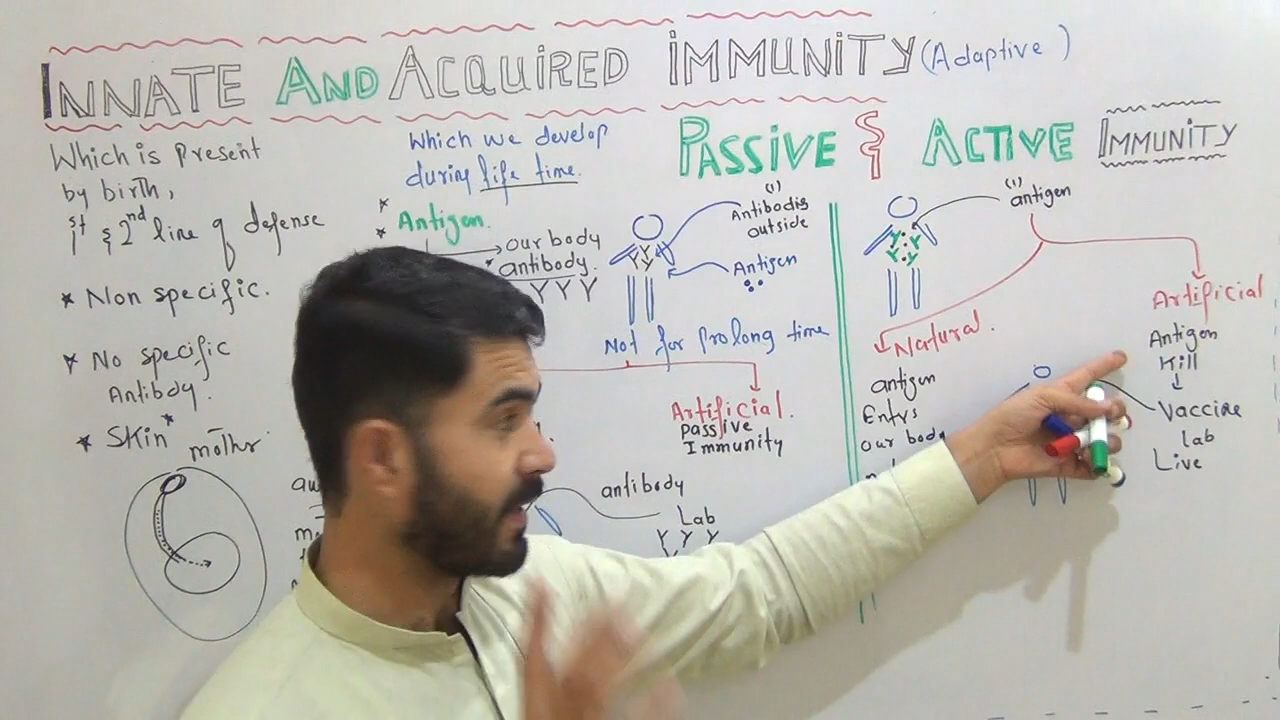 INNATE AND ACQUIRED IMMUNITY (Adaptive)
Which is Present
by birth,
1st & 2nd line of defense
* Non specific.
* No specific
Antibody.
* Skin*
mother
Which we develop
during life time.
* Antigen.
*
our body
* antibody.
Y Y Y
PASSIVE & ACTIVE IMMUNITY
(1)
Antibodies
outside
Antigen
Not for prolong time
Artificial.
Passive
Immunity
antibody
Lab
Y Y Y
(1)
antigen
Natural.
antigen
Entrs
our body
Artificial
Antigen
Kill
Vaccine
lab
Live